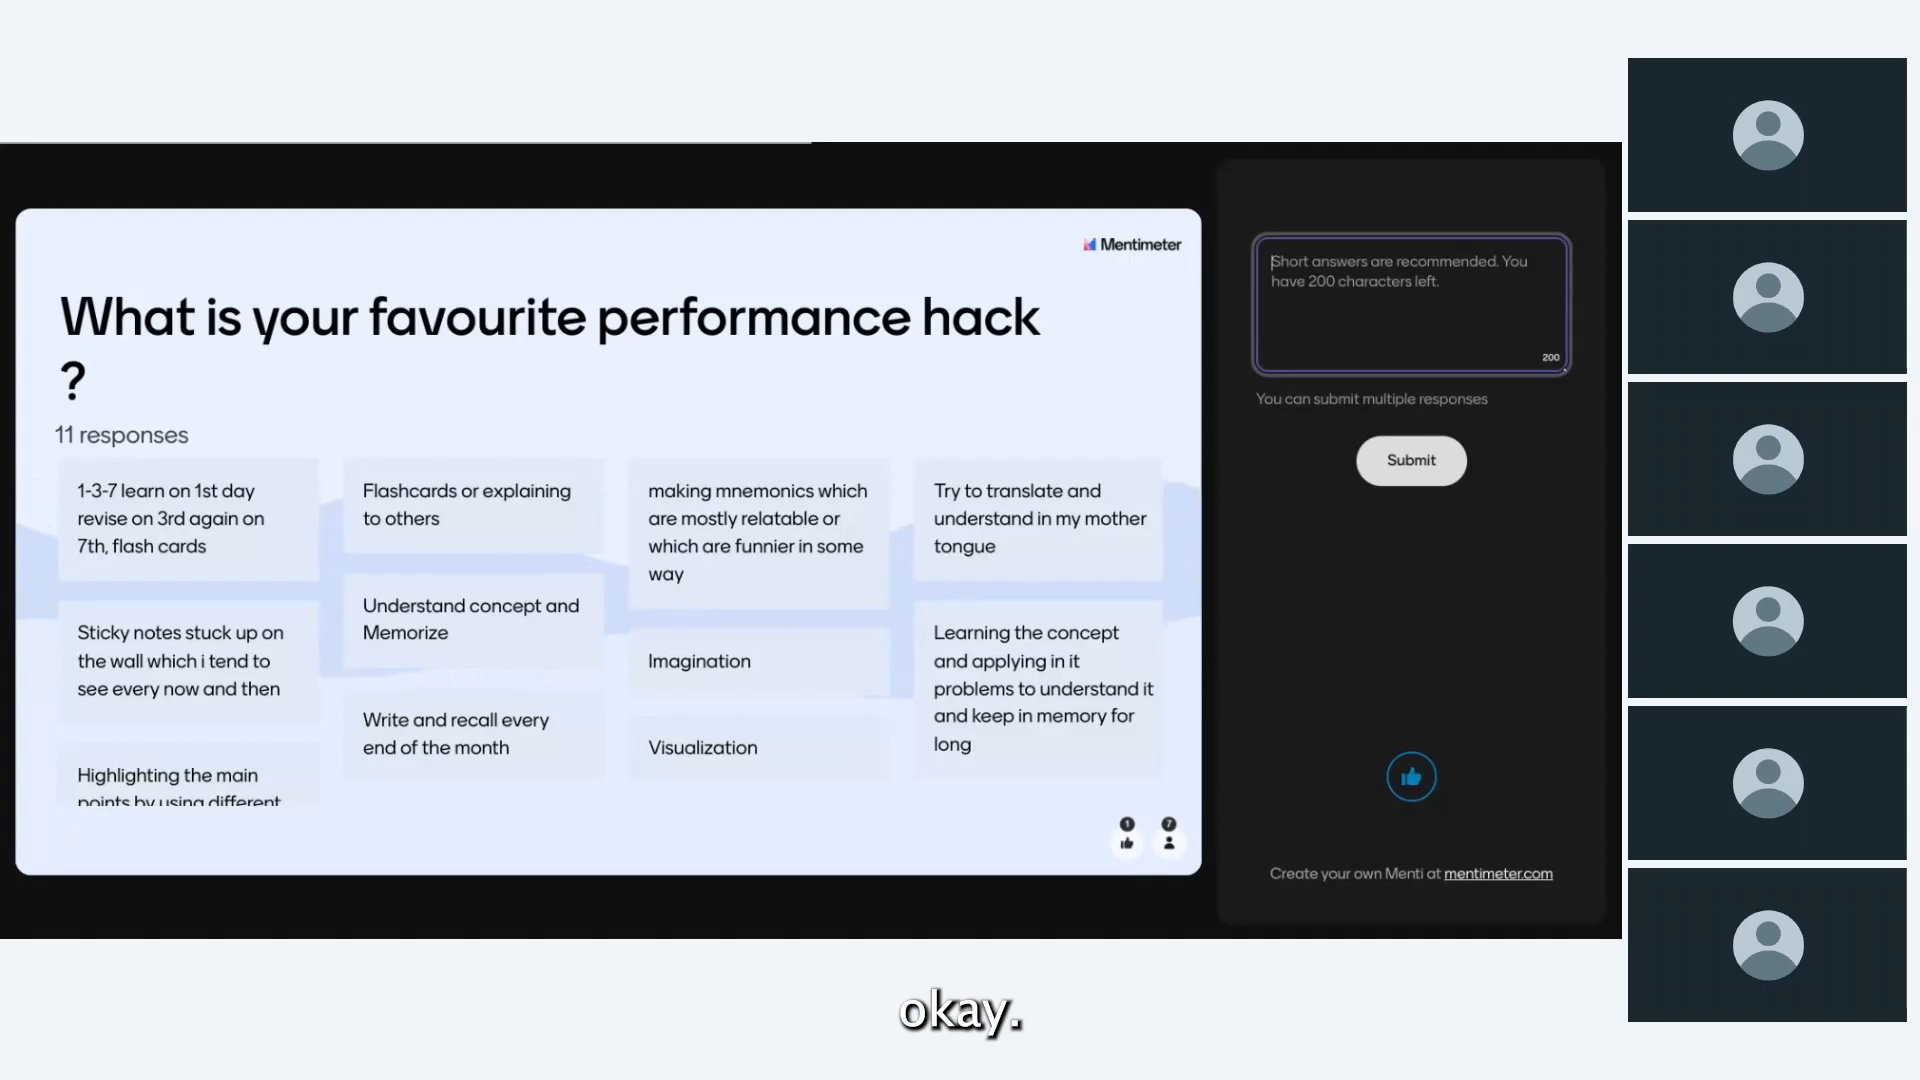 Mentimeter
What is your favourite performance hack
?
11 responses
1-3-7 learn on 1st day
revise on 3rd again on
7th, flash cards
Sticky notes stuck up on
the wall which i tend to
see every now and then
Highlighting the main
points by using different
Flashcards or explaining
to others
Understand concept and
Memorize
Write and recall every
end of the month
making mnemonics which
are mostly relatable or
which are funnier in some
way
Imagination
Visualization
Try to translate and
understand in my mother
tongue
Learning the concept
and applying in it
problems to understand it
and keep in memory for
long
1
7
Short answers are recommended. You
have 200 characters left.
200
You can submit multiple responses
Submit
Create your own Menti at mentimeter.com
okay.